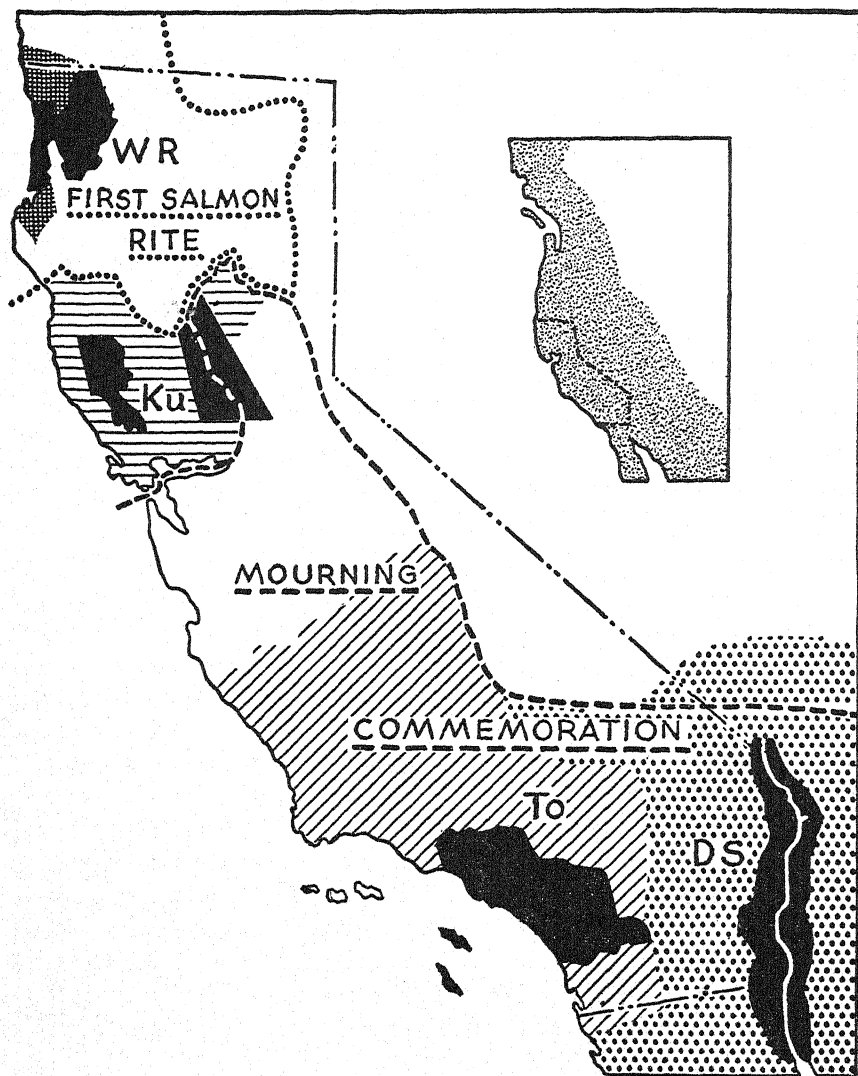 WR
FIRST SALMON
RITE
Ku
MOURNING
COMMEMORATION
To
DS